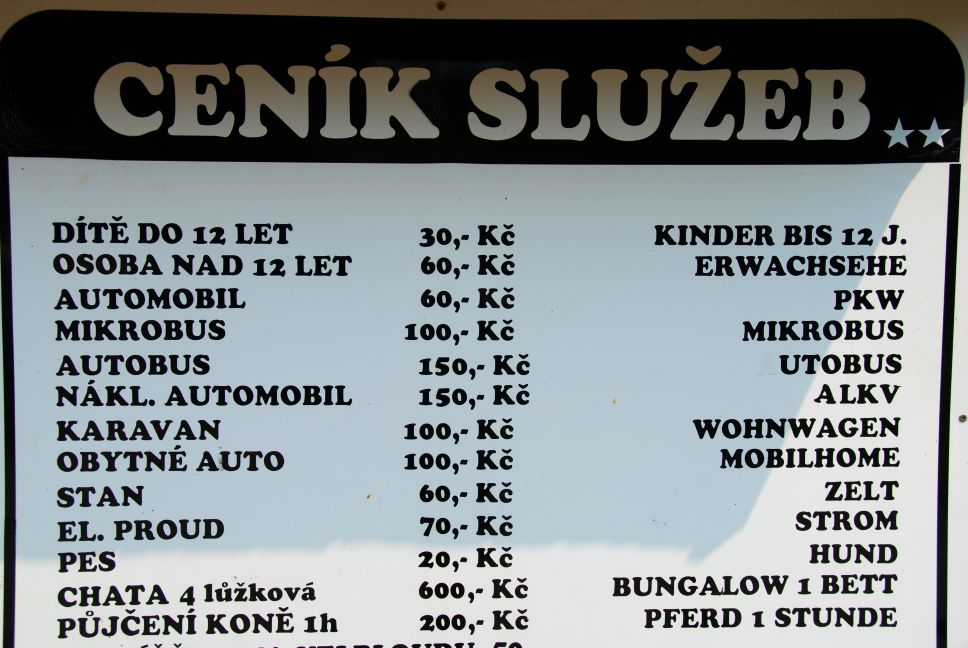 CENÍK SLUŽEB
DÍTĚ DO 12 LET 30,- Kč KINDER BIS 12 J.
OSOBA NAD 12 LET 60,- Kč ERWACHSEHE
AUTOMOBIL 60,- Kč PKW
MIKROBUS 100,- Kč MIKROBUS
AUTOBUS 150,- Kč UTOBUS
NÁKL. AUTOMOBIL 150,- Kč ALKV
KARAVAN 100,- Kč WOHNWAGEN
OBYTNÉ AUTO 100,- Kč MOBILHOME
STAN 60,- Kč ZELT
EL. PROUD 70,- Kč STROM
PES 20,- Kč HUND
CHATA 4 lůžková 600,- Kč BUNGALOW 1 BETT
PŮJČENÍ KONĚ 1h 200,- Kč PFERD 1 STUNDE